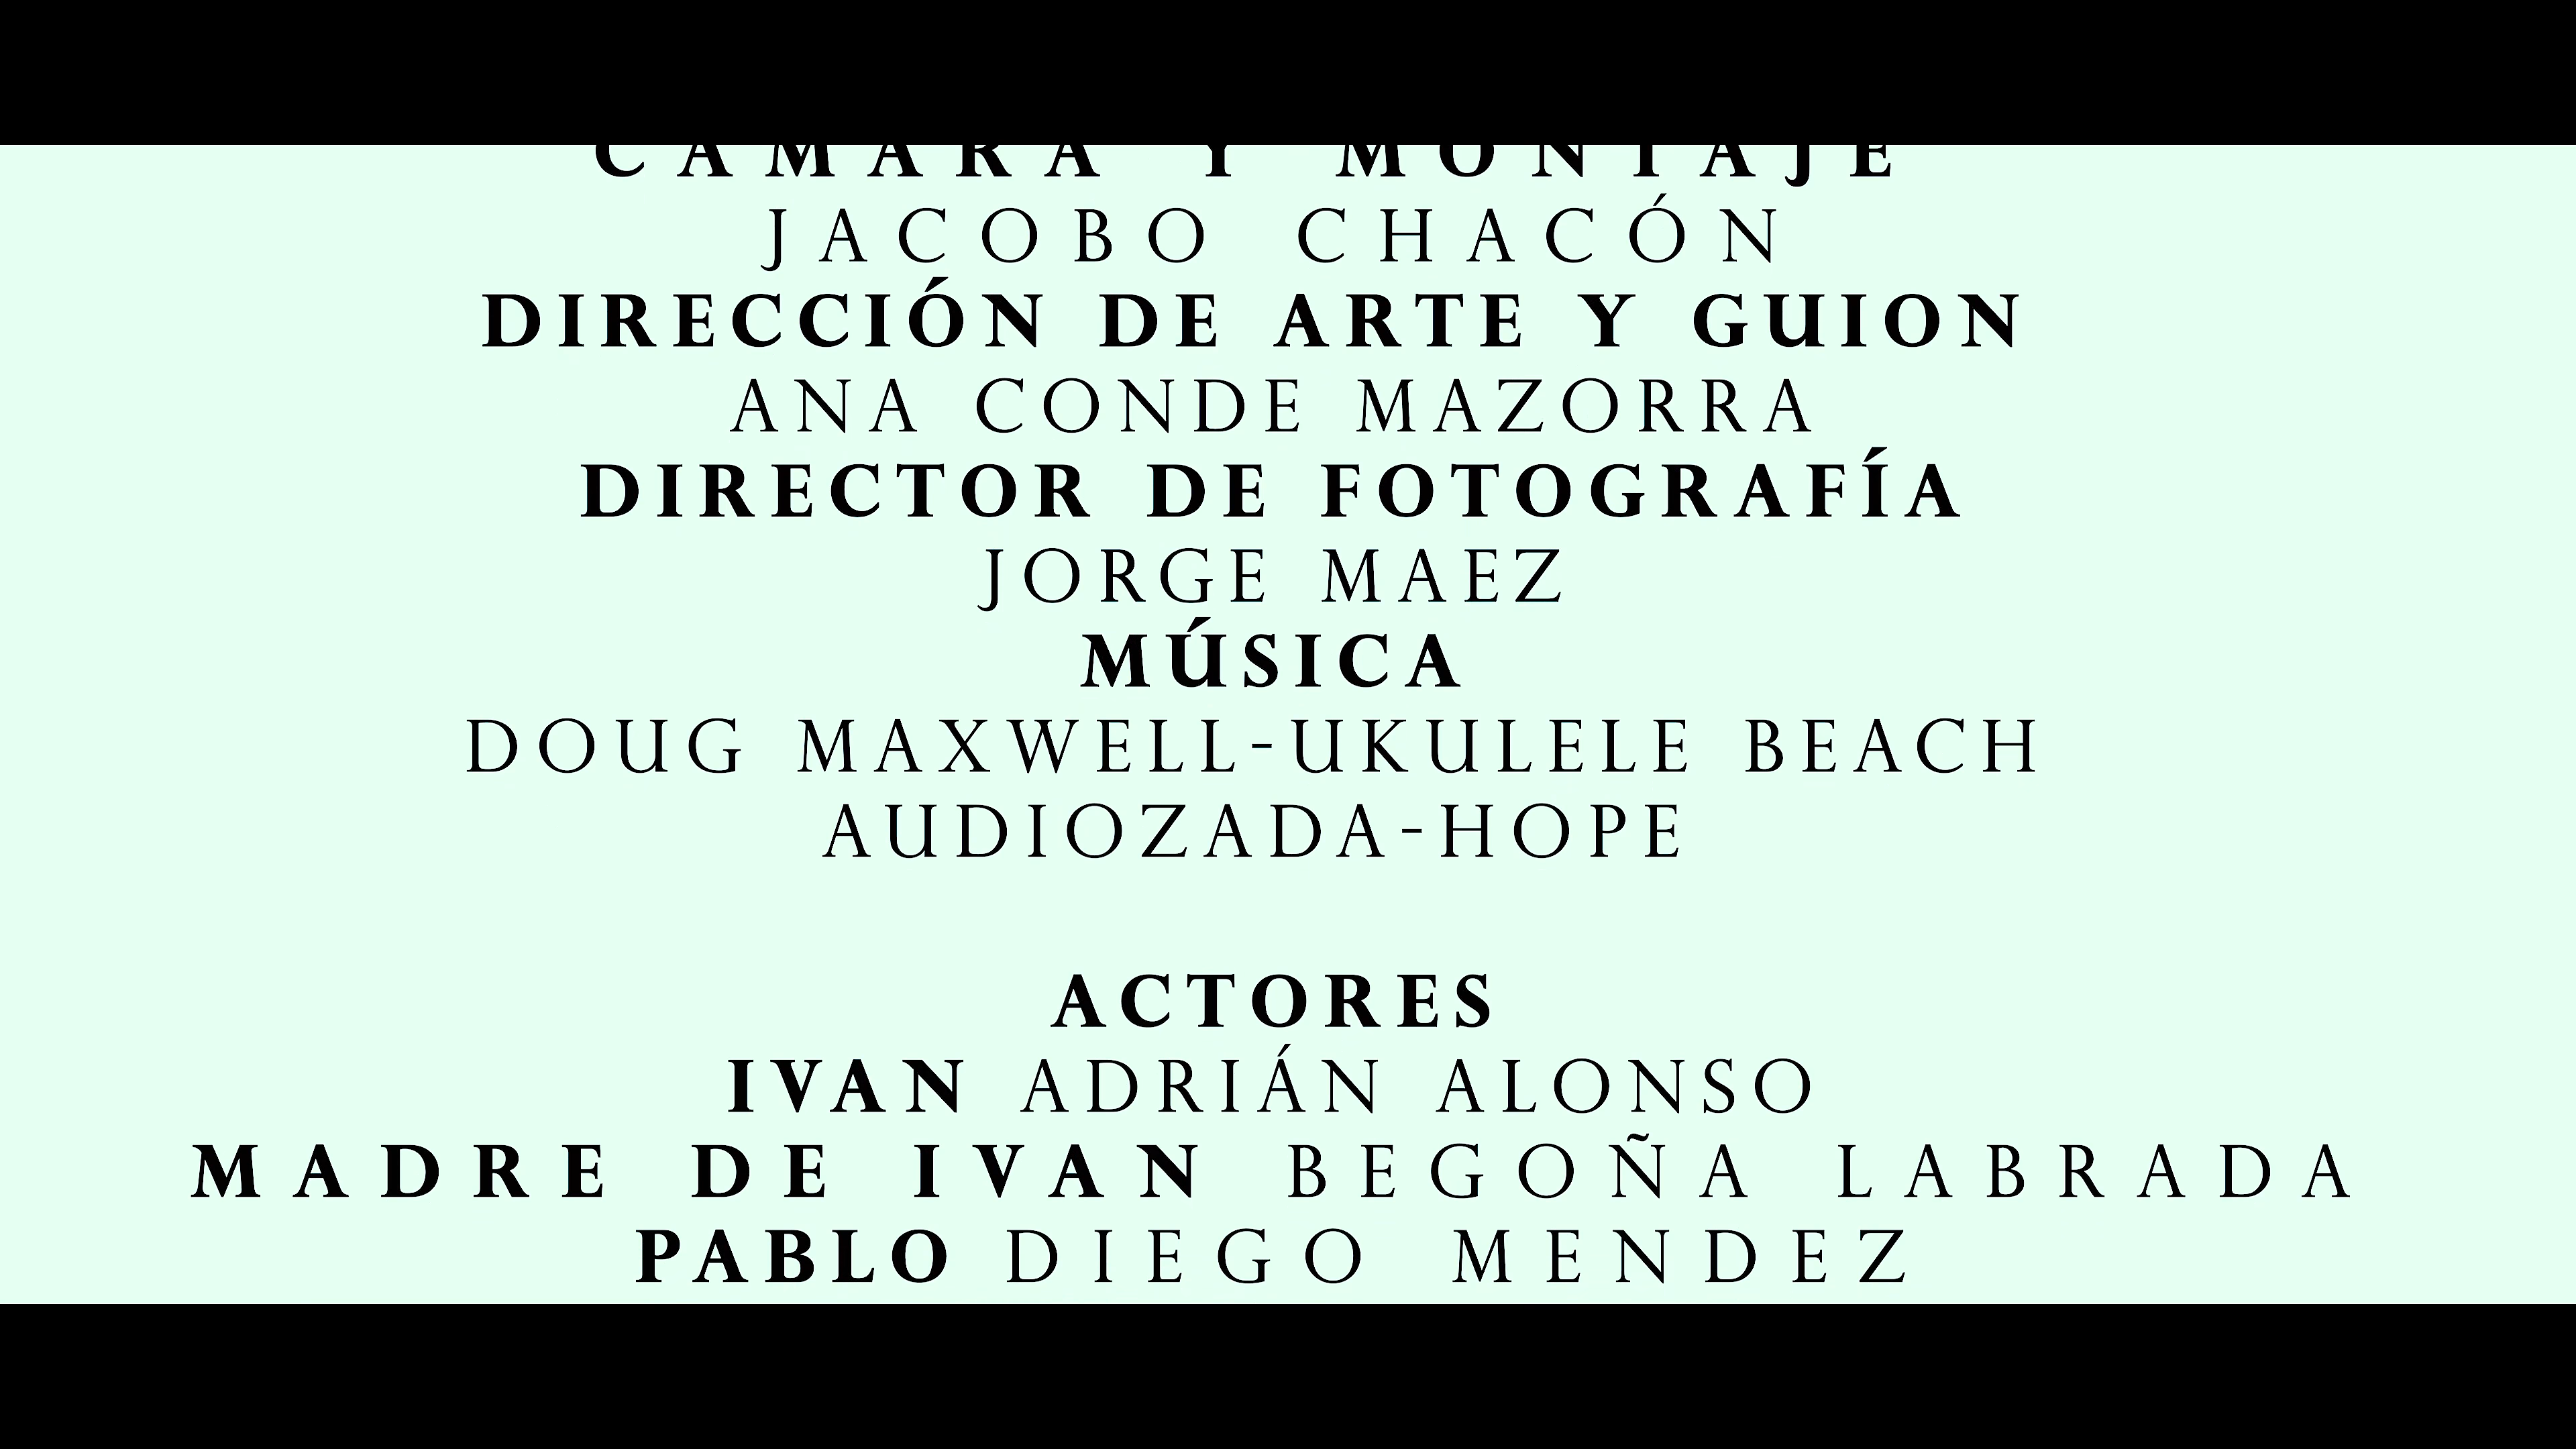 CAMARA Y MONTAJE
JACOBO CHACÓN
DIRECCIÓN DE ARTE Y GUION
ANA CONDE MAZORRA
DIRECTOR DE FOTOGRAFÍA
JORGE MAEZ
MÚSICA
DOUG MAXWELL-UKULELE BEACH
AUDIOZADA-HOPE
ACTORES
IVAN ADRIÁN ALONSO
MADRE DE IVAN BEGOÑA LABRADA
PABLO DIEGO MENDEZ